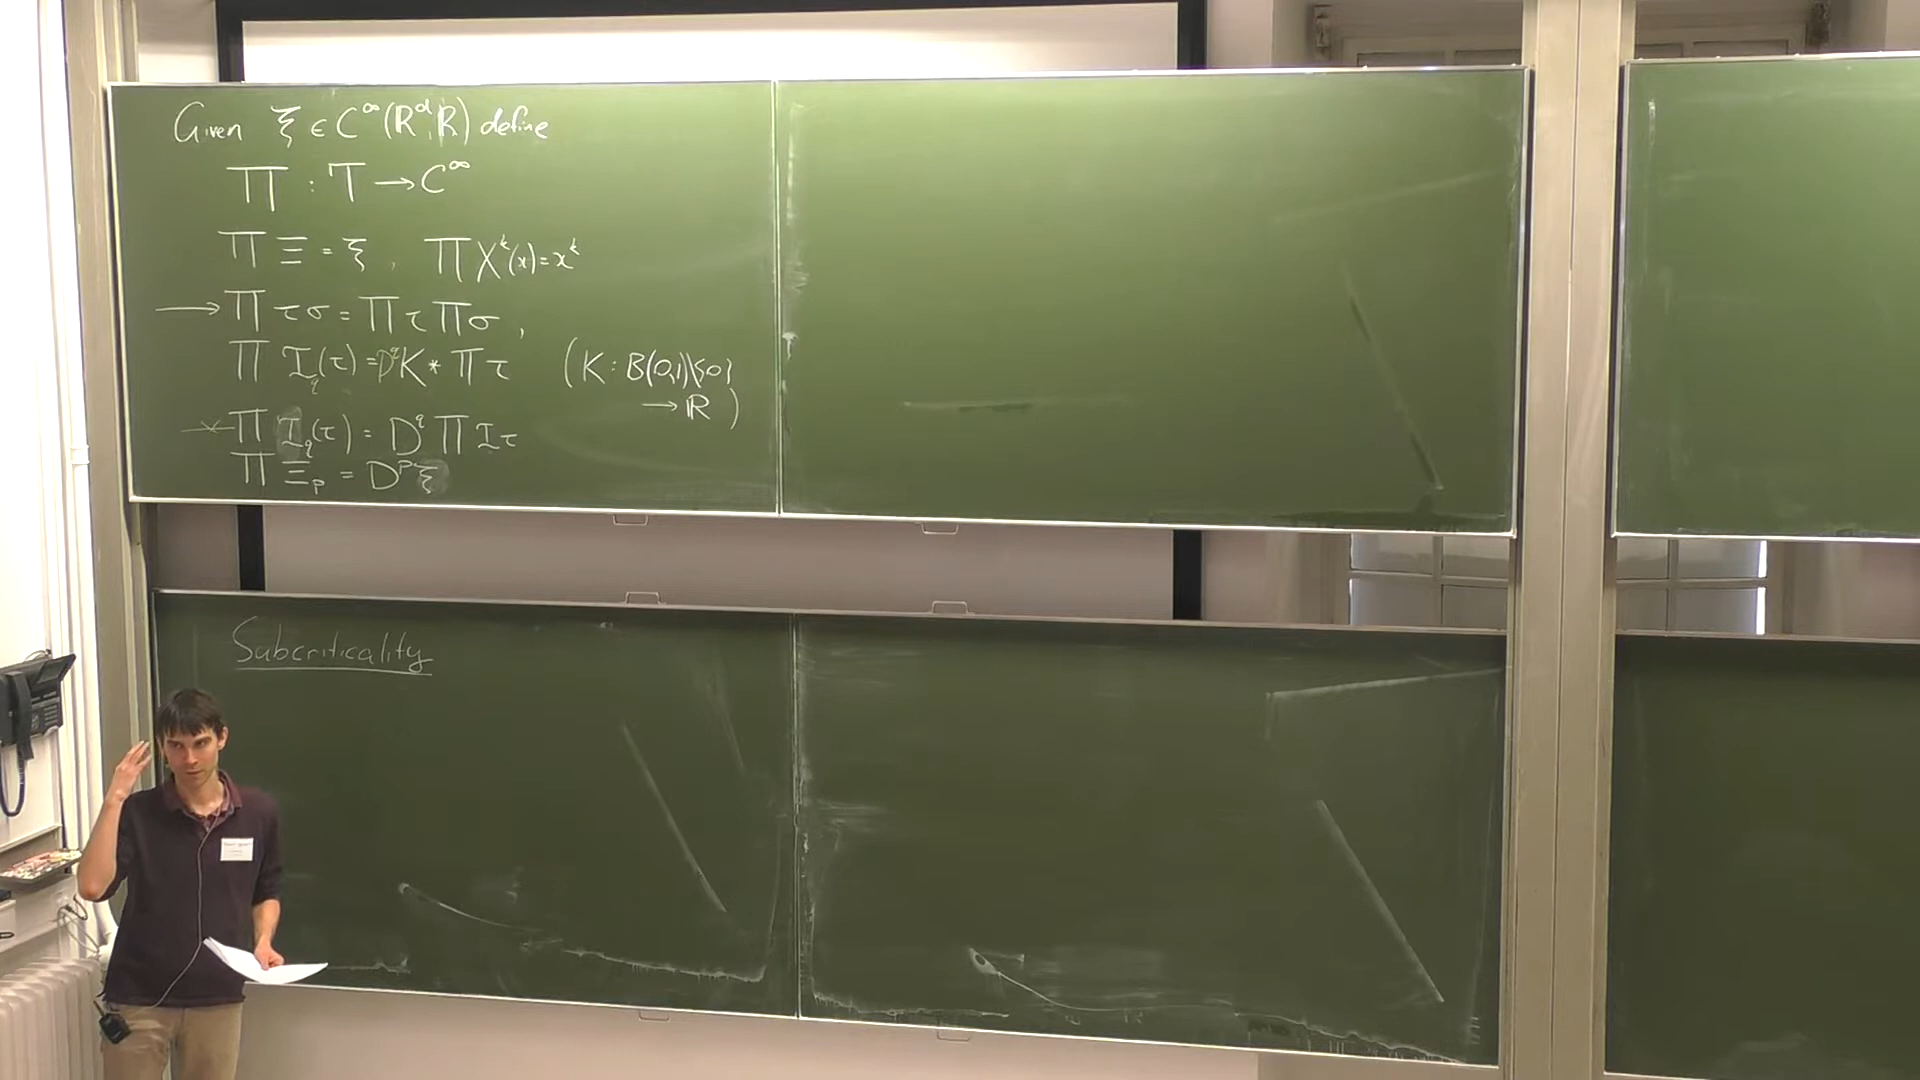 Given ξ ∈ C^∞(R^d, R) define
Π : T → C^∞
Π Ξ = ξ , Π X^k(x) = x^k
→ Π τσ = Π τ Π σ ,
Π I_q(τ) = D^q K * Π τ (K : B(0,1)\{0} → R)
Π I_q(τ) = D^q Π I τ
Π Ξ_p = D^p ξ
Subcriticality